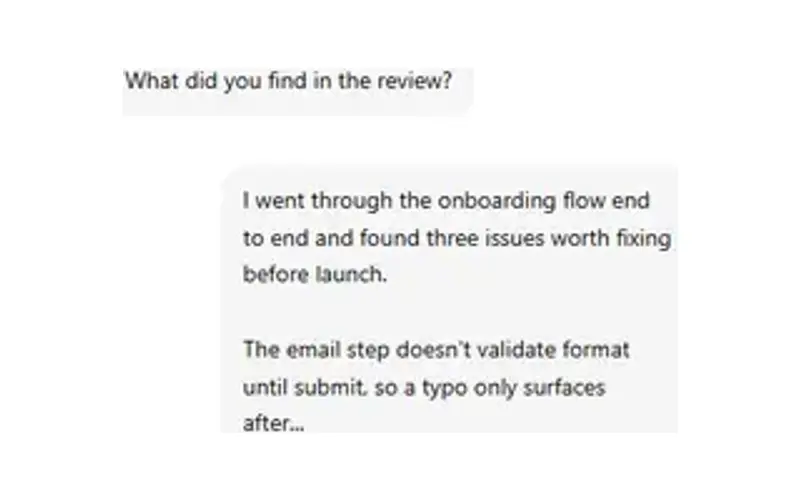 What did you find in the review?
I went through the onboarding flow end
to end and found three issues worth fixing
before launch.
The email step doesn't validate format
until submit, so a typo only surfaces
after...